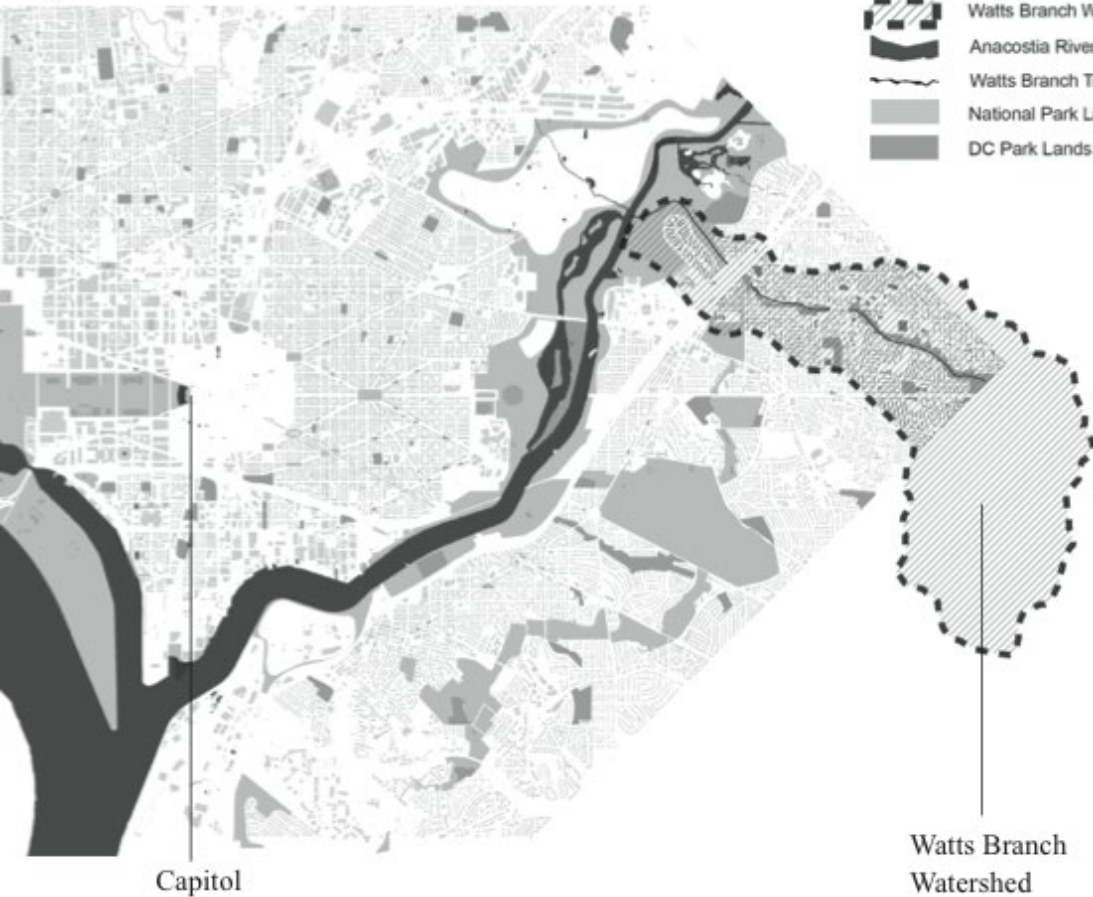 Watts Branch W
Anacostia River
Watts Branch T
National Park L
DC Park Lands
Capitol
Watts Branch
Watershed